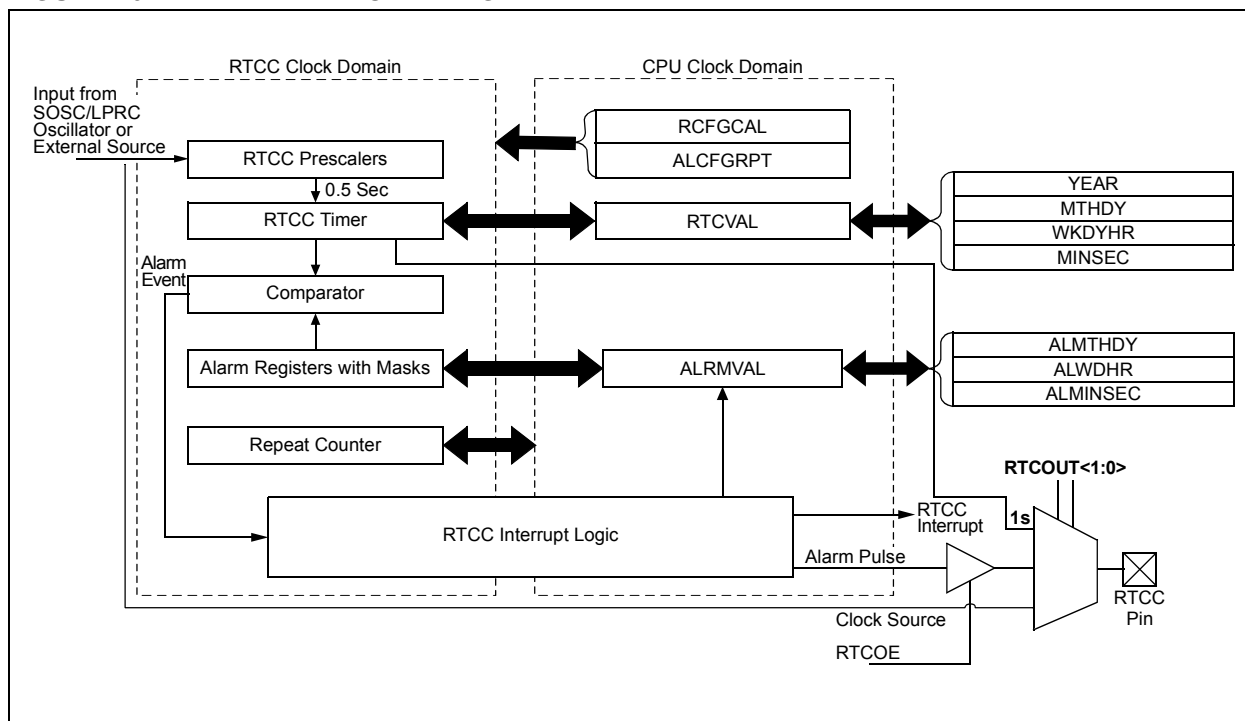 RTCC Clock Domain
CPU Clock Domain
Input from
SOSC/LPRC
Oscillator or
External Source
RTCC Prescalers
0.5 Sec
RTCC Timer
Alarm
Event
Comparator
Alarm Registers with Masks
Repeat Counter
RCFGCAL
ALCFGRPT
RTCVAL
YEAR
MTHDY
WKDYHR
MINSEC
ALRMVAL
ALMTHDY
ALWDHR
ALMINSEC
RTCC Interrupt Logic
RTCC
Interrupt
Alarm Pulse
RTCOUT<1:0>
1s
Clock Source
RTCOE
RTCC
Pin